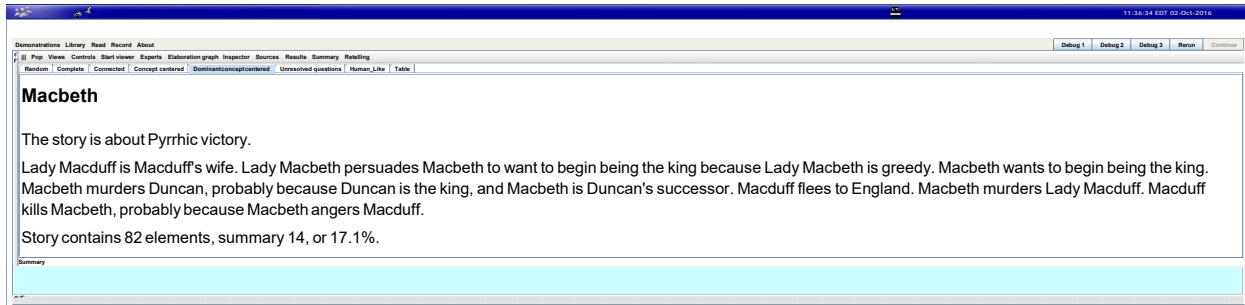 11:36:34 EDT 02-Oct-2016
Demonstrations Library Read Record About
Debug 1 Debug 2 Debug 3 Rerun Continue
Pop Views Controls Start viewer Experts Elaboration graph Inspector Sources Results Summary Retelling
Random Complete Connected Concept centered Dominant concept centered Unresolved questions Human_Like Table
Macbeth
The story is about Pyrrhic victory.
Lady Macduff is Macduff's wife. Lady Macbeth persuades Macbeth to want to begin being the king because Lady Macbeth is greedy. Macbeth wants to begin being the king.
Macbeth murders Duncan, probably because Duncan is the king, and Macbeth is Duncan's successor. Macduff flees to England. Macbeth murders Lady Macduff. Macduff
kills Macbeth, probably because Macbeth angers Macduff.
Story contains 82 elements, summary 14, or 17.1%.
Summary